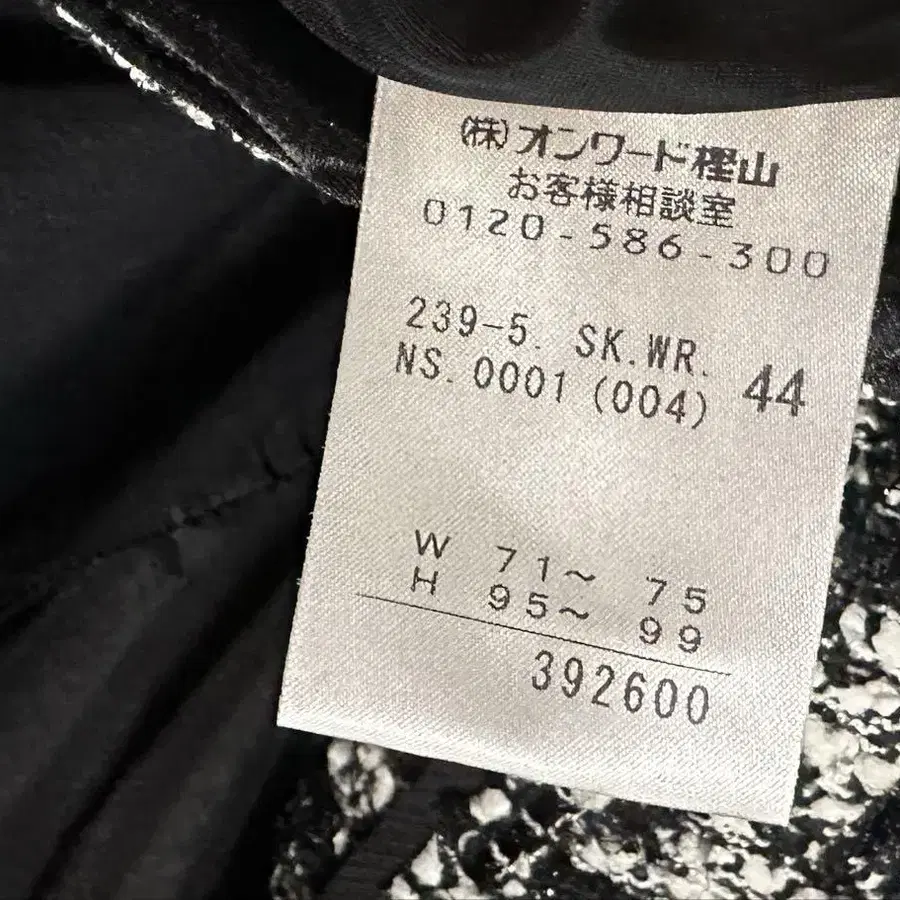 (株)オンワード樫山
お客様相談室
0120-586-300
239-5. SK.WR.
NS.0001(004) 44
W 71~ 75
H 95~ 99
392600